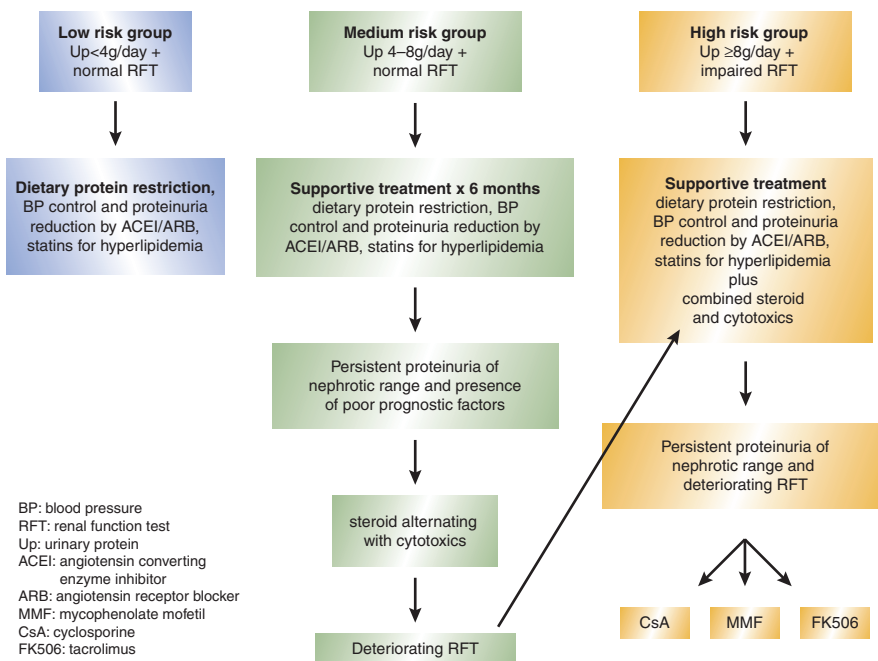 Low risk group
Up<4g/day +
normal RFT
Dietary protein restriction,
BP control and proteinuria
reduction by ACEI/ARB,
statins for hyperlipidemia
Medium risk group
Up 4–8g/day +
normal RFT
Supportive treatment x 6 months
dietary protein restriction, BP
control and proteinuria reduction by
ACEI/ARB, statins for hyperlipidemia
Persistent proteinuria of
nephrotic range and presence
of poor prognostic factors
steroid alternating
with cytotoxics
Deteriorating RFT
High risk group
Up ≥8g/day +
impaired RFT
Supportive treatment
dietary protein restriction,
BP control and proteinuria
reduction by ACEI/ARB,
statins for hyperlipidemia
plus
combined steroid
and cytotoxics
Persistent proteinuria of
nephrotic range and
deteriorating RFT
CsA
MMF
FK506
BP: blood pressure
RFT: renal function test
Up: urinary protein
ACEI: angiotensin converting
enzyme inhibitor
ARB: angiotensin receptor blocker
MMF: mycophenolate mofetil
CsA: cyclosporine
FK506: tacrolimus